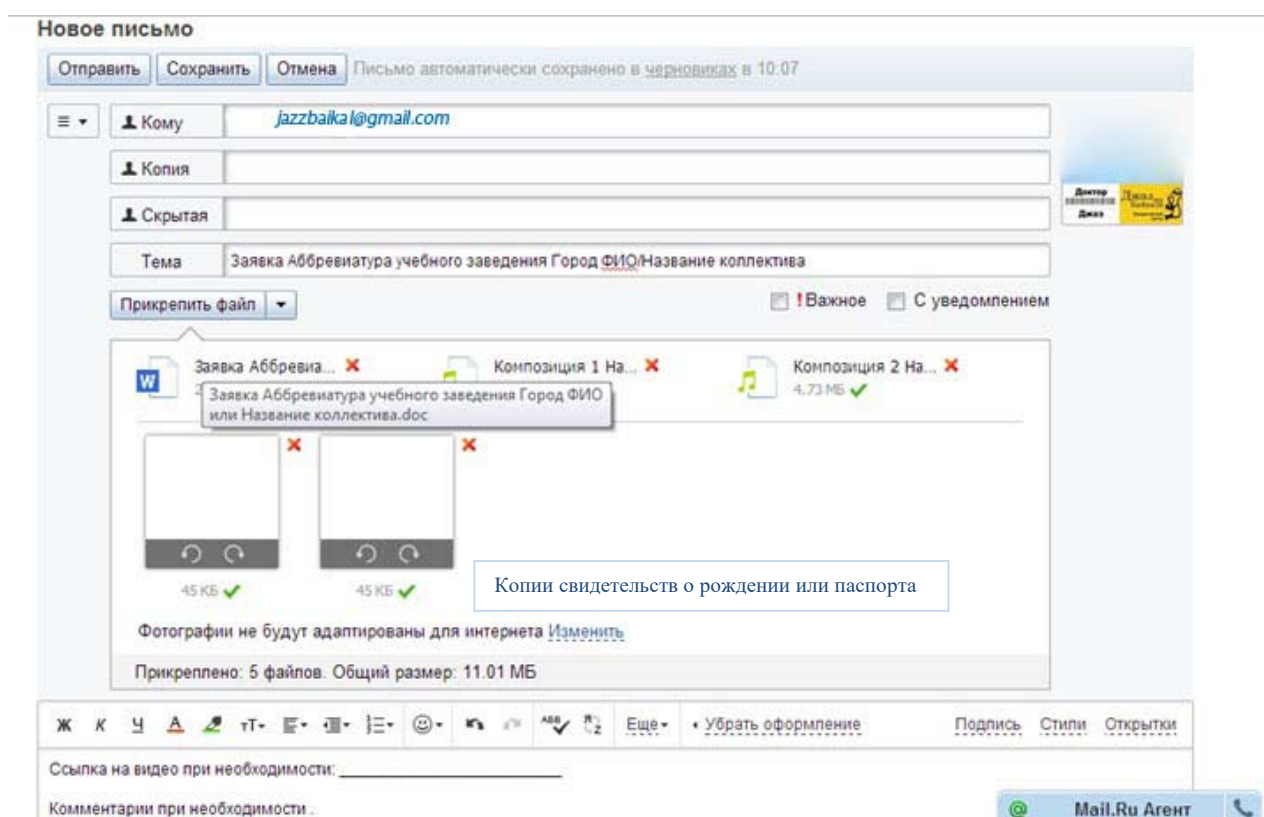 Новое письмо
Отправить Сохранить Отмена Письмо автоматически сохранено в черновиках в 10:07
Кому jazzbaikal@gmail.com
Копия
Скрытая
Доктор
Джаз
Тема Заявка Аббревиатура учебного заведения Город ФИО/Название коллектива
Прикрепить файл !Важное С уведомлением
Заявка Аббревиа... Композиция 1 На... Композиция 2 На...
4.73 МБ
Заявка Аббревиатура учебного заведения Город ФИО
или Название коллектива.doc
Копии свидетельств о рождении или паспорта
45 КБ 45 КБ
Фотографии не будут адаптированы для интернета Изменить
Прикреплено: 5 файлов. Общий размер: 11.01 МБ
Ж К Ч А тТ Еще Убрать оформление Подпись Стили Открытки
Ссылка на видео при необходимости: ___________________________
Комментарии при необходимости .
Mail.Ru Агент